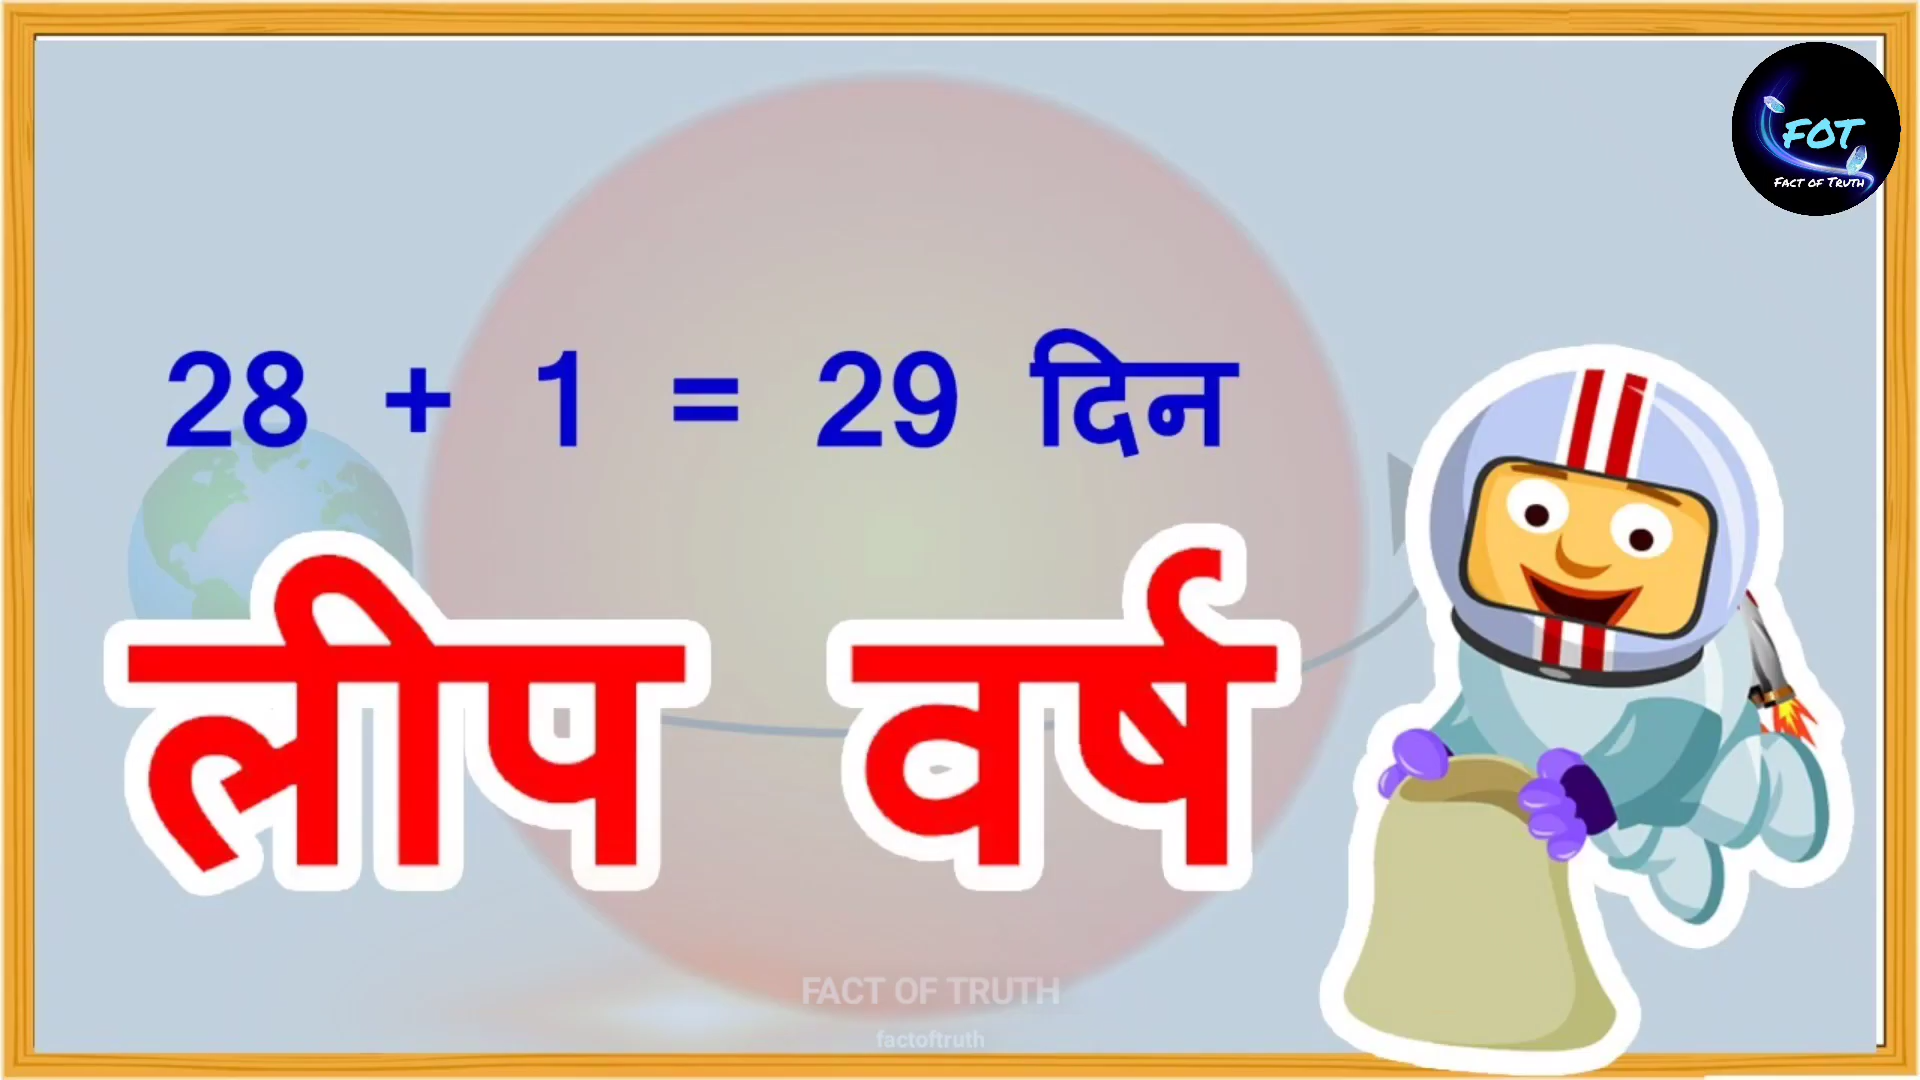 FOT
FACT OF TRUTH
28 + 1 = 29 दिन
लीप वर्ष
FACT OF TRUTH
factoftruth